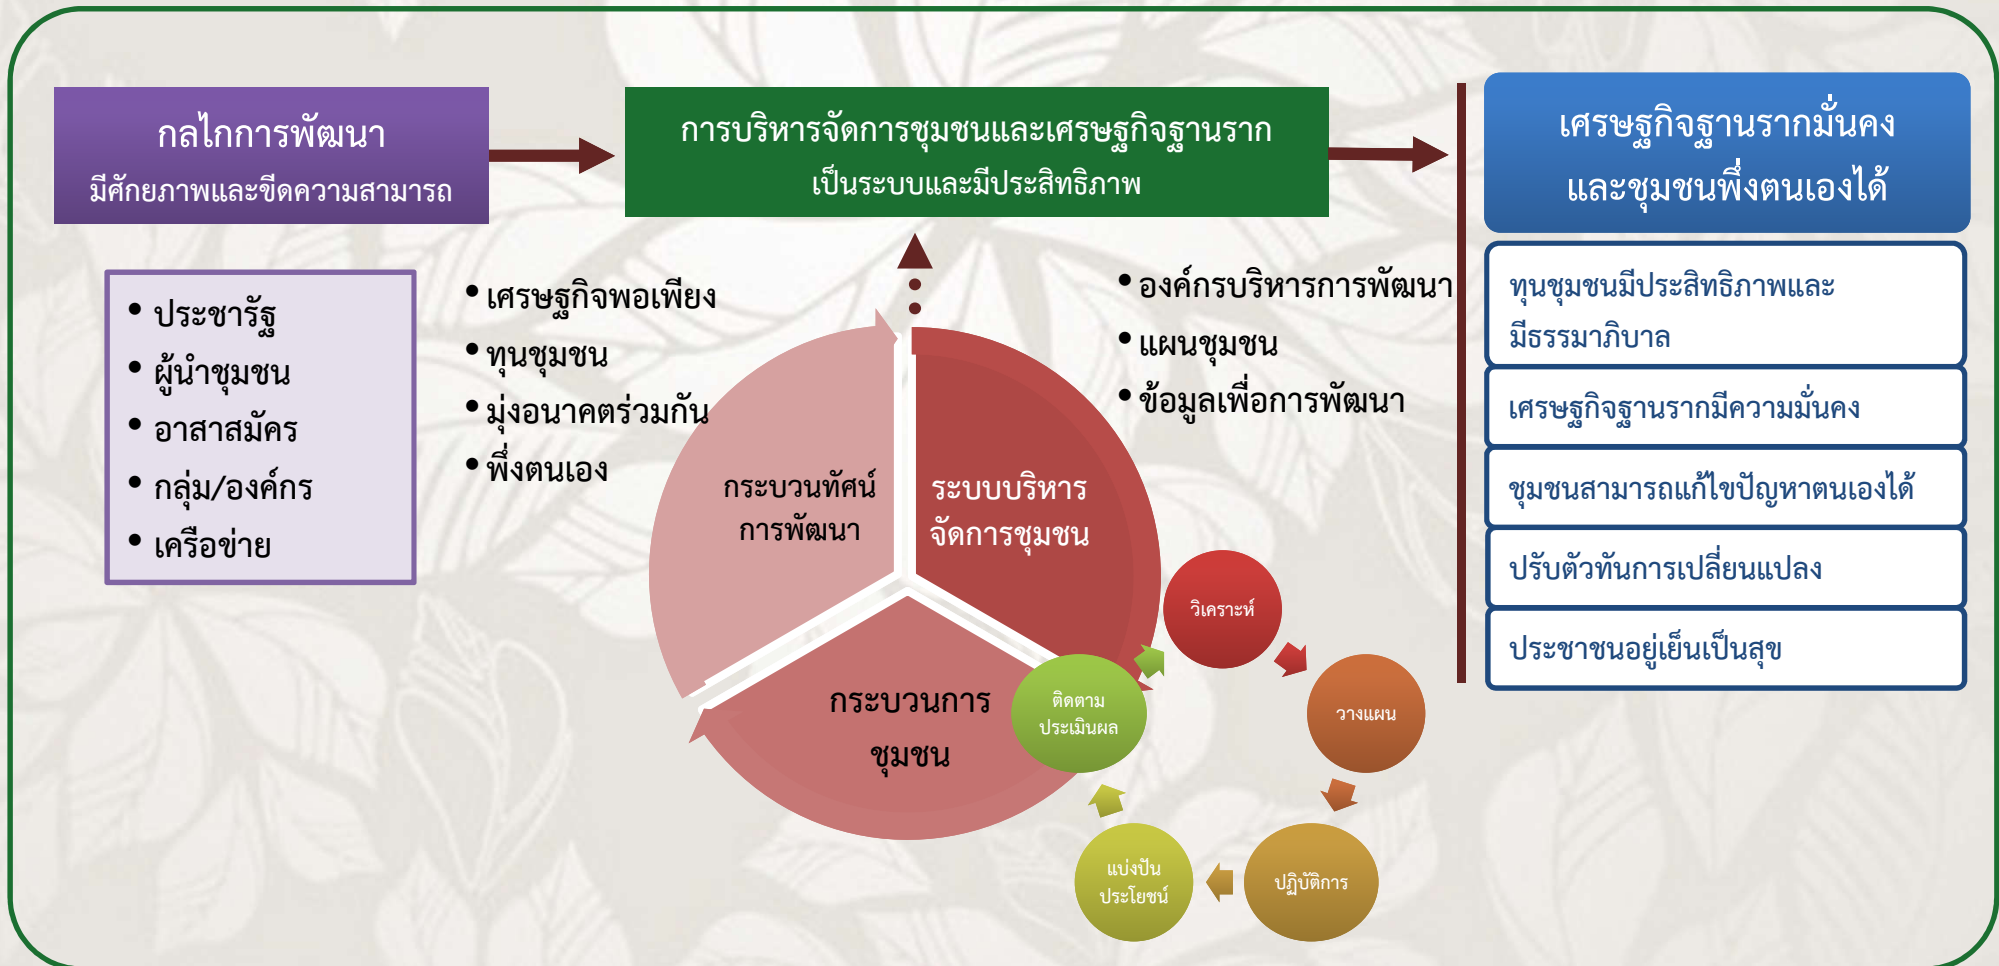 กลไกการพัฒนา
มีศักยภาพและขีดความสามารถ
• ประชารัฐ
• ผู้นำชุมชน
• อาสาสมัคร
• กลุ่ม/องค์กร
• เครือข่าย
การบริหารจัดการชุมชนและเศรษฐกิจฐานราก
เป็นระบบและมีประสิทธิภาพ
• เศรษฐกิจพอเพียง
• ทุนชุมชน
• มุ่งอนาคตร่วมกัน
• พึ่งตนเอง
• องค์กรบริหารการพัฒนา
• แผนชุมชน
• ข้อมูลเพื่อการพัฒนา
กระบวนทัศน์
การพัฒนา
ระบบบริหาร
จัดการชุมชน
กระบวนการ
ชุมชน
วิเคราะห์
วางแผน
ปฏิบัติการ
แบ่งปัน
ประโยชน์
ติดตาม
ประเมินผล
เศรษฐกิจฐานรากมั่นคง
และชุมชนพึ่งตนเองได้
ทุนชุมชนมีประสิทธิภาพและ
มีธรรมาภิบาล
เศรษฐกิจฐานรากมีความมั่นคง
ชุมชนสามารถแก้ไขปัญหาตนเองได้
ปรับตัวทันการเปลี่ยนแปลง
ประชาชนอยู่เย็นเป็นสุข